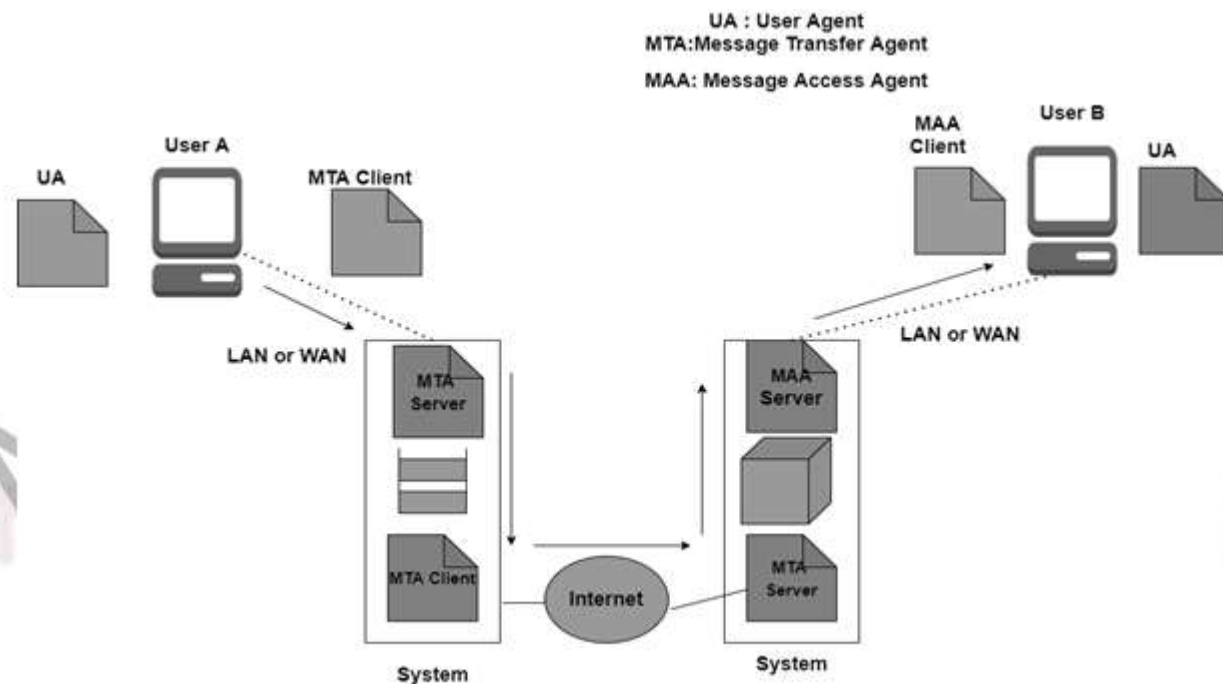 UA : User Agent
MTA:Message Transfer Agent
MAA: Message Access Agent
User A
UA
MTA Client
MAA
Client
User B
UA
LAN or WAN
LAN or WAN
MTA
Server
MAA
Server
MTA Client
Internet
MTA
Server
System
System